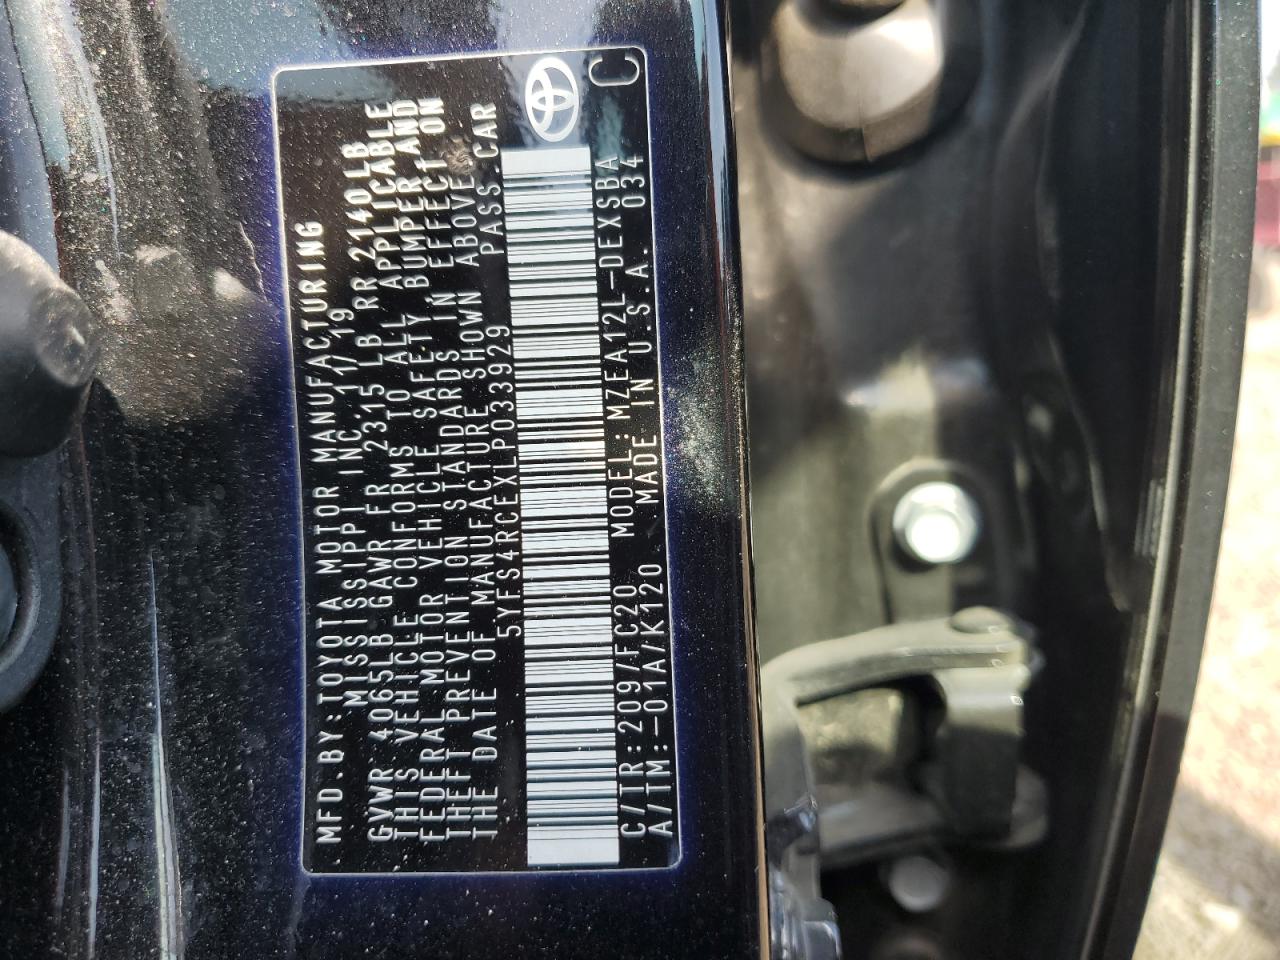 MFD.BY:TOYOTA MOTOR MANUFACTURING
MISSISSIPPI INC.11/19
GVWR 4065LB GAWR FR 2315 LB RR 2140LB
THIS VEHICLE CONFORMS TO ALL APPLICABLE
FEDERAL MOTOR VEHICLE SAFETY BUMPER AND
THEFT PREVENTION STANDARDS IN EFFECT ON
THE DATE OF MANUFACTURE SHOWN ABOVE.
5YFS4RCEXLP033929 PASS CAR
C/TR:209/FC20 MODEL:MZEA12L-DEXSBA
A/TM:-01A/K120 MADE IN U.S.A. 034
C